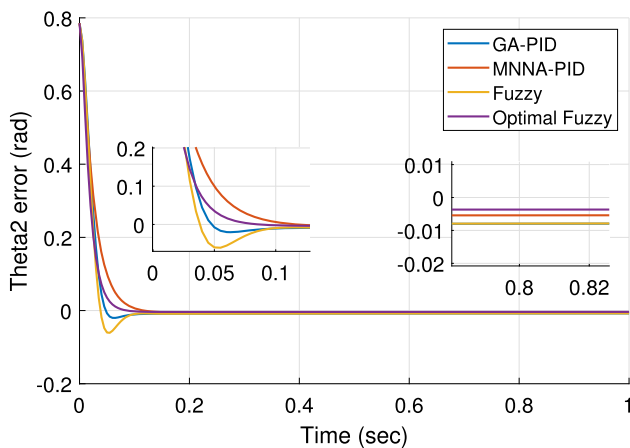 0.8
0.6
0.4
0.2
0
-0.2
Theta2 error (rad)
0 0.2 0.4 0.6 0.8 1
Time (sec)
GA-PID
MNNA-PID
Fuzzy
Optimal Fuzzy
0.2
0.1
0
0 0.05 0.1
0.01
0
-0.01
-0.02
0.8 0.82